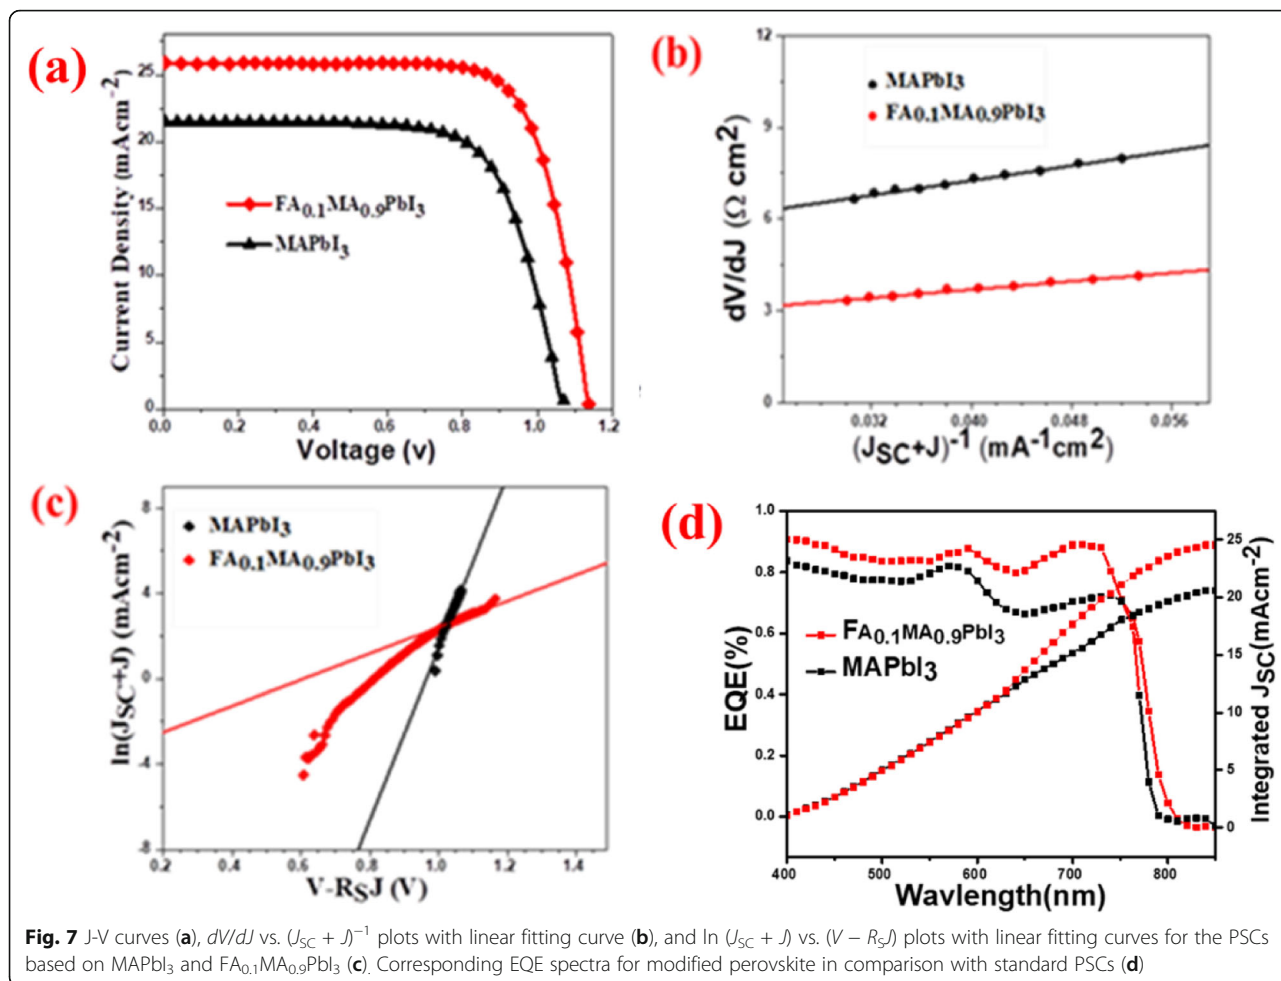 (a)
Current Density (mAcm-2)
25
20
15
10
5
0
FA0.1MA0.9PbI3
MAPbI3
0.0 0.2 0.4 0.6 0.8 1.0 1.2
Voltage (v)
(b)
dV/dJ (Ω cm2)
12
9
6
3
0
MAPbI3
FA0.1MA0.9PbI3
0.032 0.040 0.048 0.056
(JSC+J)-1 (mA-1cm2)
(c)
ln(JSC+J) (mAcm-2)
8
4
0
-4
-8
MAPbI3
FA0.1MA0.9PbI3
0.2 0.4 0.6 0.8 1.0 1.2 1.4
V-RSJ (V)
(d)
EQE(%)
1.0
0.8
0.6
0.4
0.2
0.0
FA0.1MA0.9PbI3
MAPbI3
25
20
15
10
5
0
Integrated JSC(mAcm-2)
400 500 600 700 800
Wavlength(nm)
Fig. 7 J-V curves (a), dV/dJ vs. (JSC + J)−1 plots with linear fitting curve (b), and ln (JSC + J) vs. (V − RSJ) plots with linear fitting curves for the PSCs
based on MAPbI3 and FA0.1MA0.9PbI3 (c). Corresponding EQE spectra for modified perovskite in comparison with standard PSCs (d)